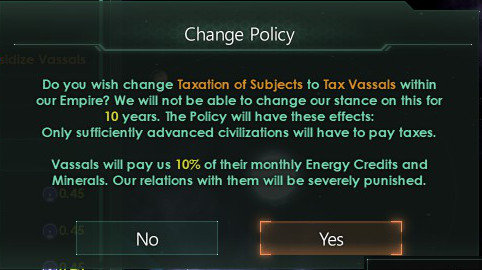 Change Policy
sidize Vassals
Do you wish change Taxation of Subjects to Tax Vassals within
our Empire? We will not be able to change our stance on this for
10 years. The Policy will have these effects:
Only sufficiently advanced civilizations will have to pay taxes.
Vassals will pay us 10% of their monthly Energy Credits and
Minerals. Our relations with them will be severely punished.
0.45
0.45
0.45
No
Yes